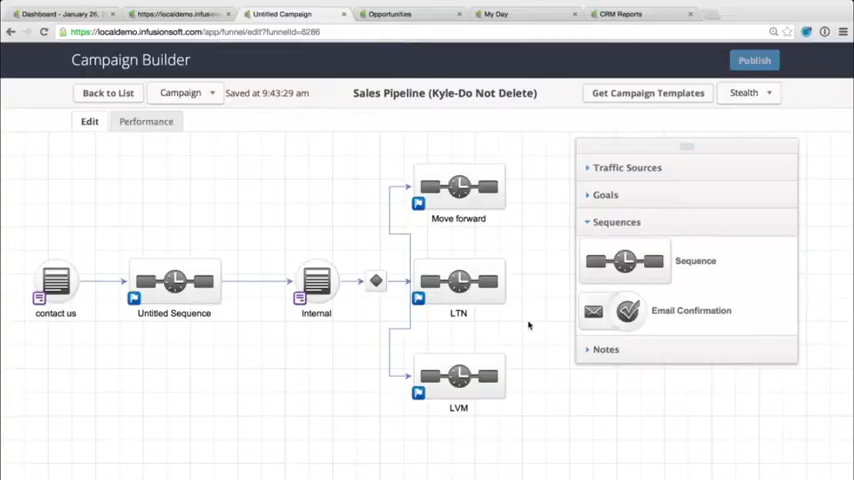 Dashboard - January 26, 2
https://localdemo.infusions
Untitled Campaign
Opportunities
My Day
CRM Reports
https://localdemo.infusionsoft.com/app/funnel/edit?funnelId=6286
Campaign Builder
Publish
Back to List
Campaign
Saved at 9:43:29 am
Sales Pipeline (Kyle-Do Not Delete)
Get Campaign Templates
Stealth
Edit
Performance
Traffic Sources
Goals
Sequences
Sequence
Email Confirmation
Notes
Move forward
contact us
Untitled Sequence
Internal
LTN
LVM